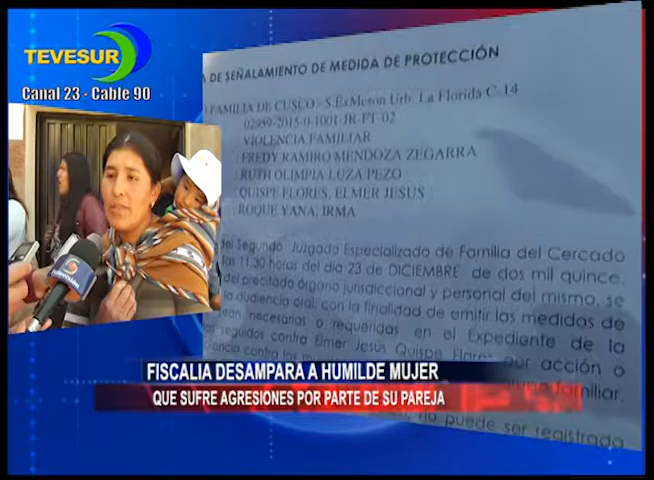 TEVESUR
Canal 23 - Cable 90
A DE SEÑALAMIENTO DE MEDIDA DE PROTECCIÓN
FAMILIA DE CUSCO - S.ExMcton Urb. La Florida C-14
02959-2015-0-1001-JR-FT-02
VIOLENCIA FAMILIAR
FREDY RAMIRO MENDOZA ZEGARRA
: RUTH OLIMPIA LUZA PEZO
: QUISPE FLORES, ELMER JESUS
: ROQUE YANA, IRMA
del Segundo Juzgado Especializado de Familia del Cercado
las 11.30 horas del día 23 de DICIEMBRE de dos mil quince,
del precitado órgano jurisdiccional y personal del mismo, se
la audiencia oral, con la finalidad de emitir las medidas de
necesarias o requeridas en el Expediente de la
seguidos contra Elmer Jesús Quispe Flores por acción o
contra
familiar,
no puede ser registrada
FISCALIA DESAMPARA A HUMILDE MUJER
QUE SUFRE AGRESIONES POR PARTE DE SU PAREJA